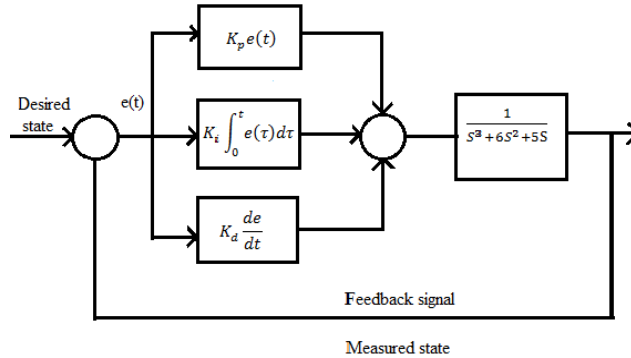 K_p e(t)
Desired state
e(t)
K_i ∫_0^t e(τ)dτ
1 / S³+6S²+5S
K_d de/dt
Feedback signal
Measured state